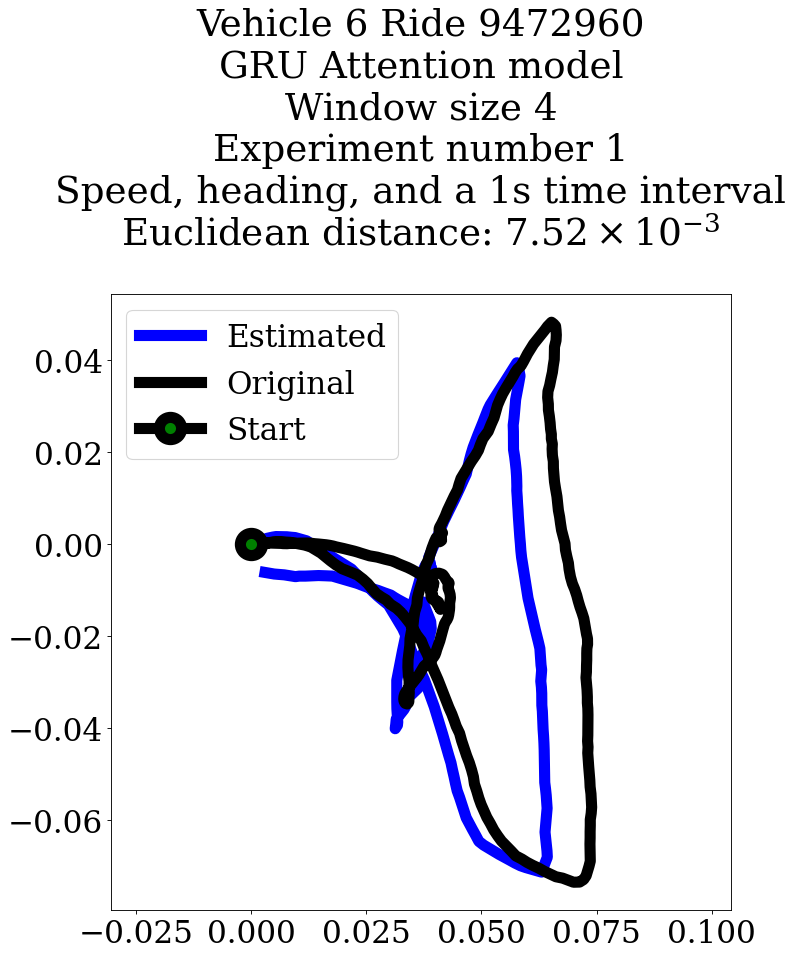 Vehicle 6 Ride 9472960
GRU Attention model
Window size 4
Experiment number 1
Speed, heading, and a 1s time interval
Euclidean distance: 7.52 × 10⁻³
Estimated
Original
Start
0.04
0.02
0.00
−0.02
−0.04
−0.06
−0.025 0.000 0.025 0.050 0.075 0.100